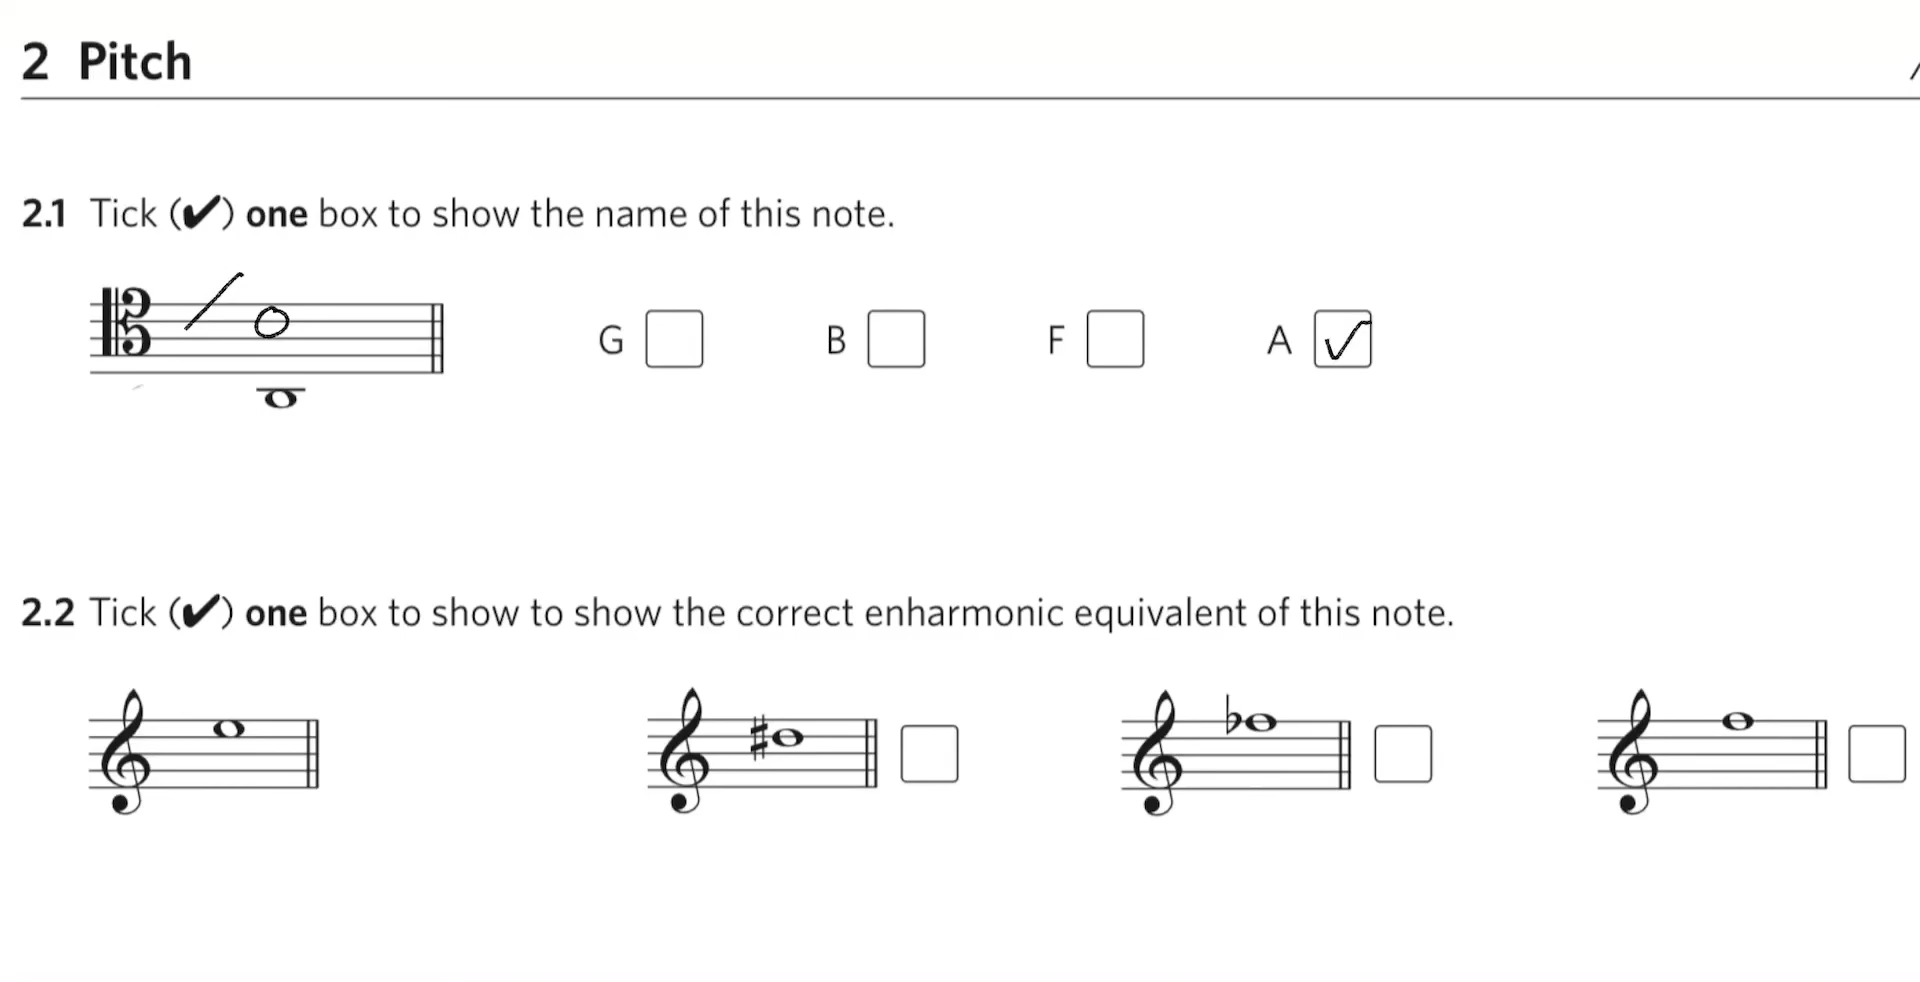 2 Pitch
2.1 Tick (✔) one box to show the name of this note.
G B F A ✓
2.2 Tick (✔) one box to show to show the correct enharmonic equivalent of this note.